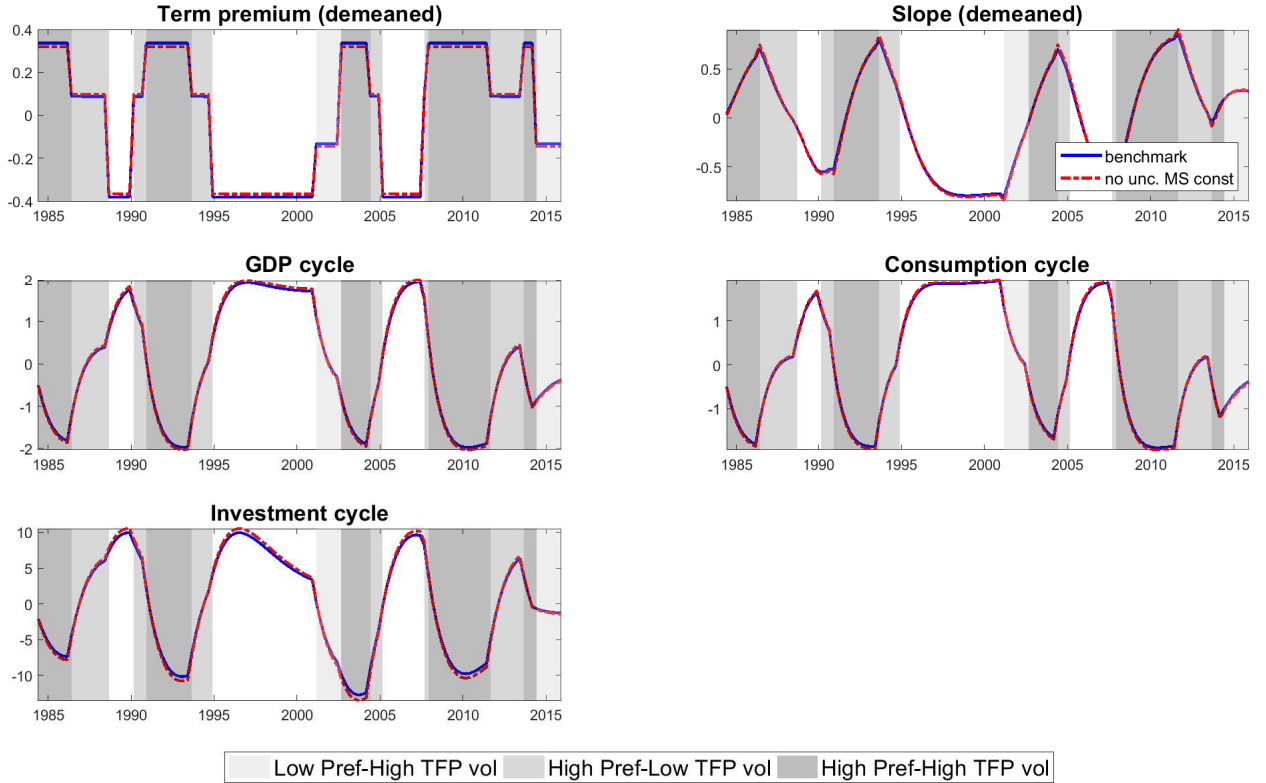 Term premium (demeaned)
0.4
0.2
0
-0.2
-0.4
1985 1990 1995 2000 2005 2010 2015
Slope (demeaned)
0.5
0
-0.5
1985 1990 1995 2000 2005 2010 2015
benchmark
no unc. MS const
GDP cycle
2
1
0
-1
-2
1985 1990 1995 2000 2005 2010 2015
Consumption cycle
1
0
-1
1985 1990 1995 2000 2005 2010 2015
Investment cycle
10
5
0
-5
-10
1985 1990 1995 2000 2005 2010 2015
Low Pref-High TFP vol High Pref-Low TFP vol High Pref-High TFP vol